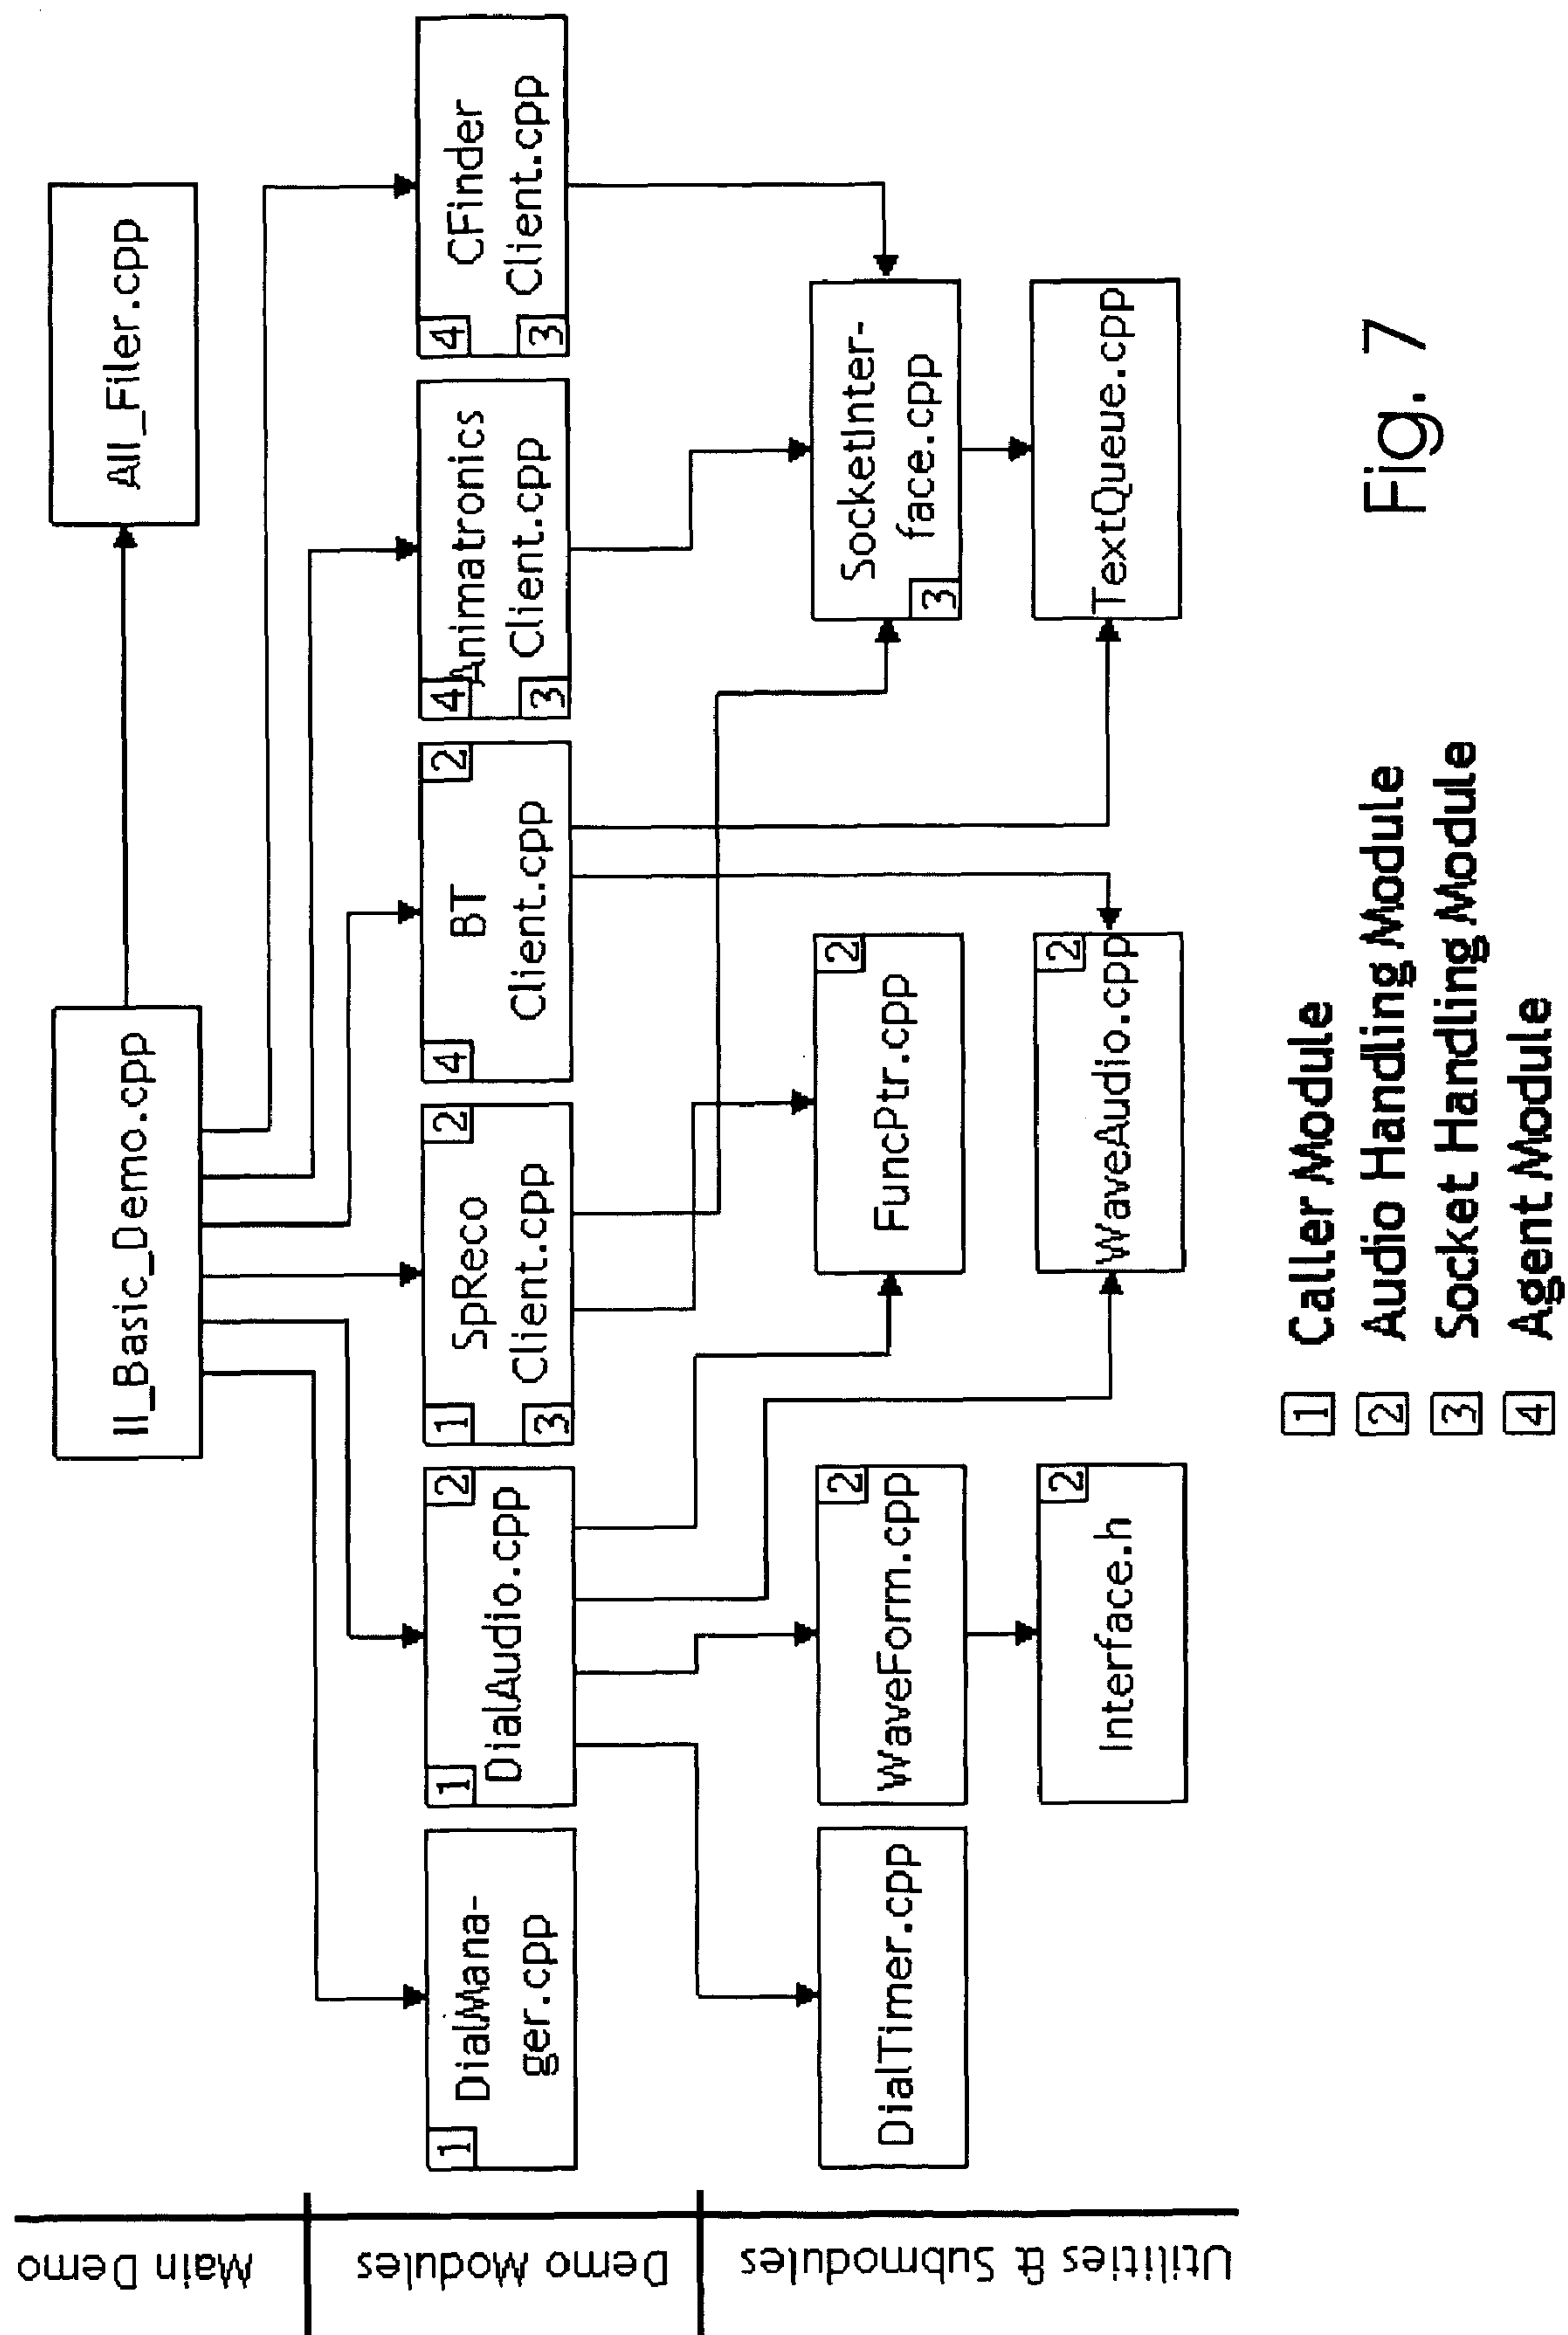 Main Demo
II_Basic_Demo.cpp
All_Filer.cpp
Demo Modules
1
DialMana-
ger.cpp
1
2
DialAudio.cpp
1
2
SpReco
Client.cpp
3
4
2
BT
Client.cpp
4
Animatronics
Client.cpp
3
4
CFinder
Client.cpp
3
Utilities & Submodules
DialTimer.cpp
2
WaveForm.cpp
2
FuncPtr.cpp
SocketInter-
face.cpp
3
2
Interface.h
2
WaveAudio.cpp
TextQueue.cpp
1 Caller Module
2 Audio Handling Module
3 Socket Handling Module
4 Agent Module
Fig. 7